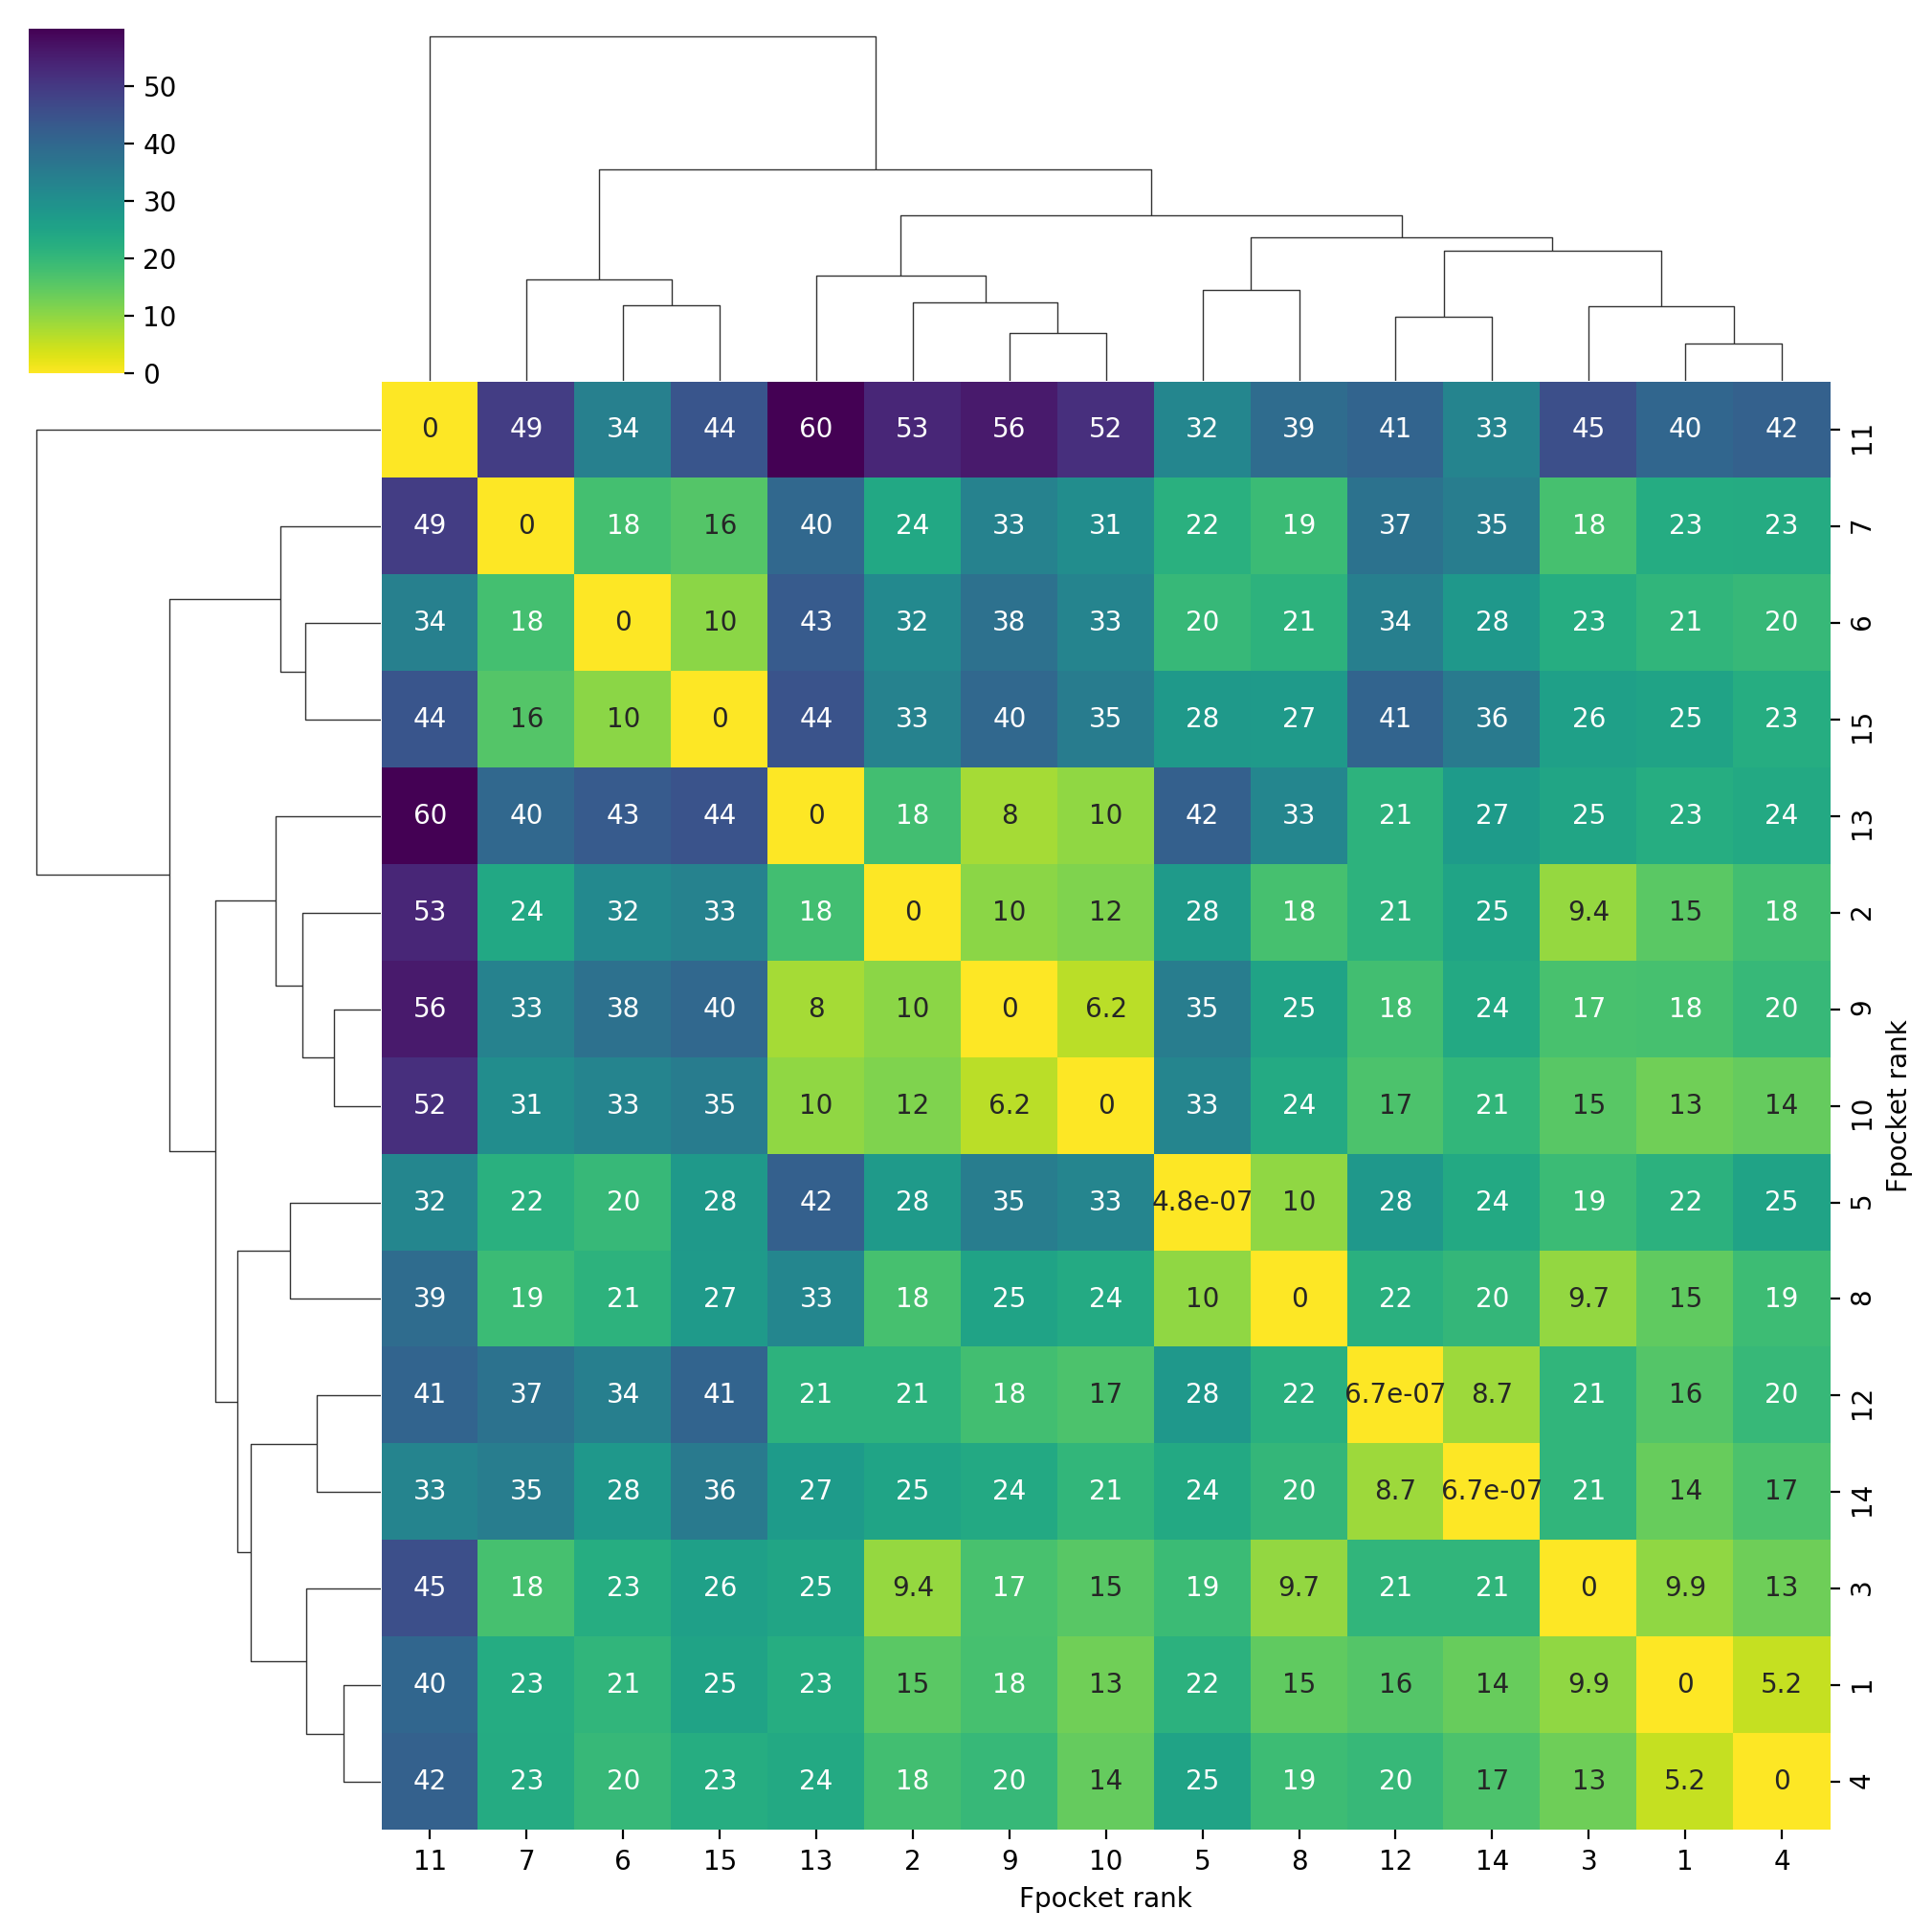 50
40
30
20
10
0
0 49 34 44 60 53 56 52 32 39 41 33 45 40 42 11
49 0 18 16 40 24 33 31 22 19 37 35 18 23 23 7
34 18 0 10 43 32 38 33 20 21 34 28 23 21 20 6
44 16 10 0 44 33 40 35 28 27 41 36 26 25 23 15
60 40 43 44 0 18 8 10 42 33 21 27 25 23 24 13
53 24 32 33 18 0 10 12 28 18 21 25 9.4 15 18 2
56 33 38 40 8 10 0 6.2 35 25 18 24 17 18 20 9
52 31 33 35 10 12 6.2 0 33 24 17 21 15 13 14 10
32 22 20 28 42 28 35 33 4.8e-07 10 28 24 19 22 25 5
39 19 21 27 33 18 25 24 10 0 22 20 9.7 15 19 8
41 37 34 41 21 21 18 17 28 22 6.7e-07 8.7 21 16 20 12
33 35 28 36 27 25 24 21 24 20 8.7 6.7e-07 21 14 17 14
45 18 23 26 25 9.4 17 15 19 9.7 21 21 0 9.9 13 3
40 23 21 25 23 15 18 13 22 15 16 14 9.9 0 5.2 1
42 23 20 23 24 18 20 14 25 19 20 17 13 5.2 0 4
Fpocket rank
11 7 6 15 13 2 9 10 5 8 12 14 3 1 4
Fpocket rank